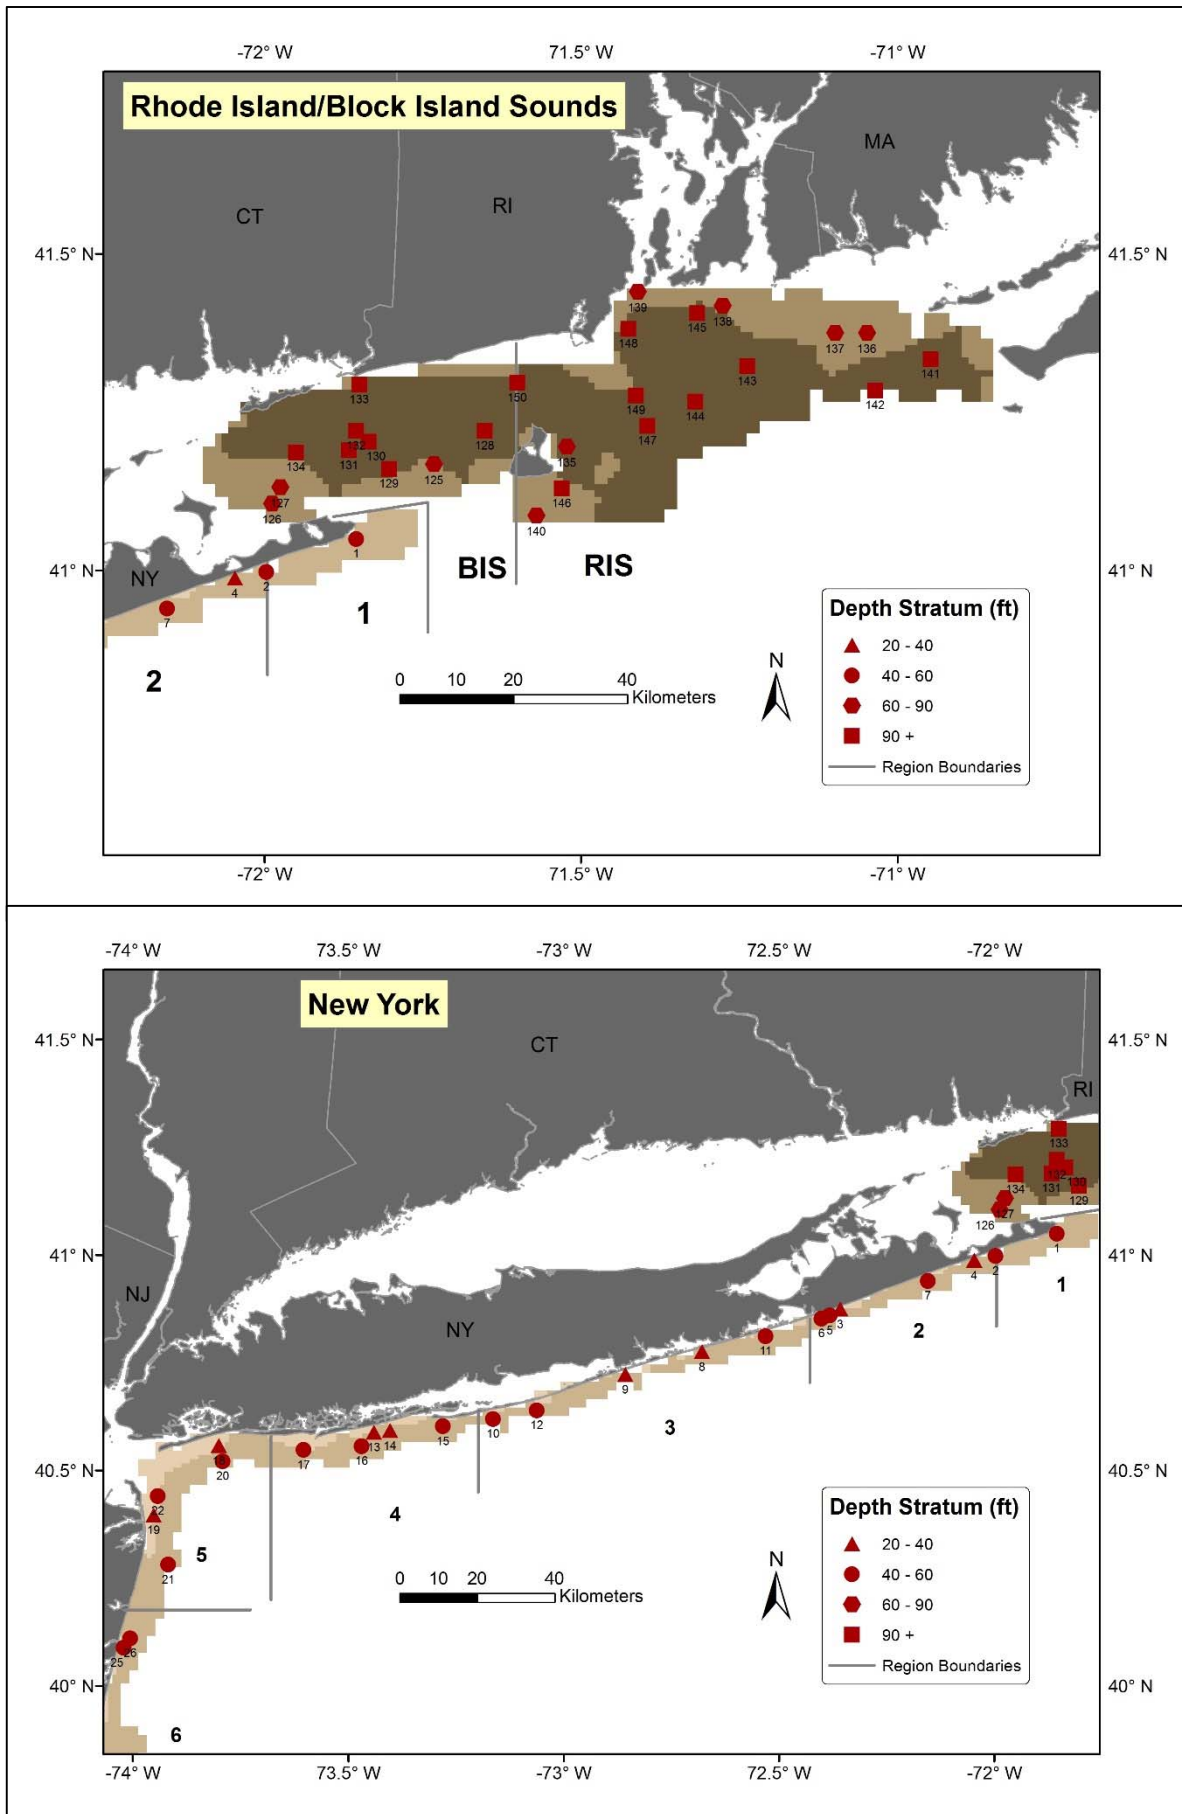 -72° W
71.5° W
-71° W
Rhode Island/Block Island Sounds
MA
CT
RI
41.5° N
41.5° N
139
138
145
148
137
136
143
141
133
150
149
144
142
132
128
147
130
135
134
131
129
125
146
127
126
140
1
BIS
RIS
41° N
41° N
NY
4
2
7
1
2
0
10
20
40
Kilometers
N
Depth Stratum (ft)
20 - 40
40 - 60
60 - 90
90 +
Region Boundaries
-72° W
71.5° W
-71° W
-74° W
73.5° W
-73° W
72.5° W
-72° W
New York
41.5° N
41.5° N
CT
RI
133
132
130
134
131
129
127
126
41° N
41° N
1
2
4
1
NJ
NY
7
2
6
5
3
11
8
9
3
12
10
15
14
13
16
17
18
20
40.5° N
40.5° N
22
19
4
5
21
0
10
20
40
Kilometers
N
Depth Stratum (ft)
20 - 40
40 - 60
60 - 90
90 +
Region Boundaries
26
25
40° N
40° N
6
-74° W
73.5° W
-73° W
72.5° W
-72° W